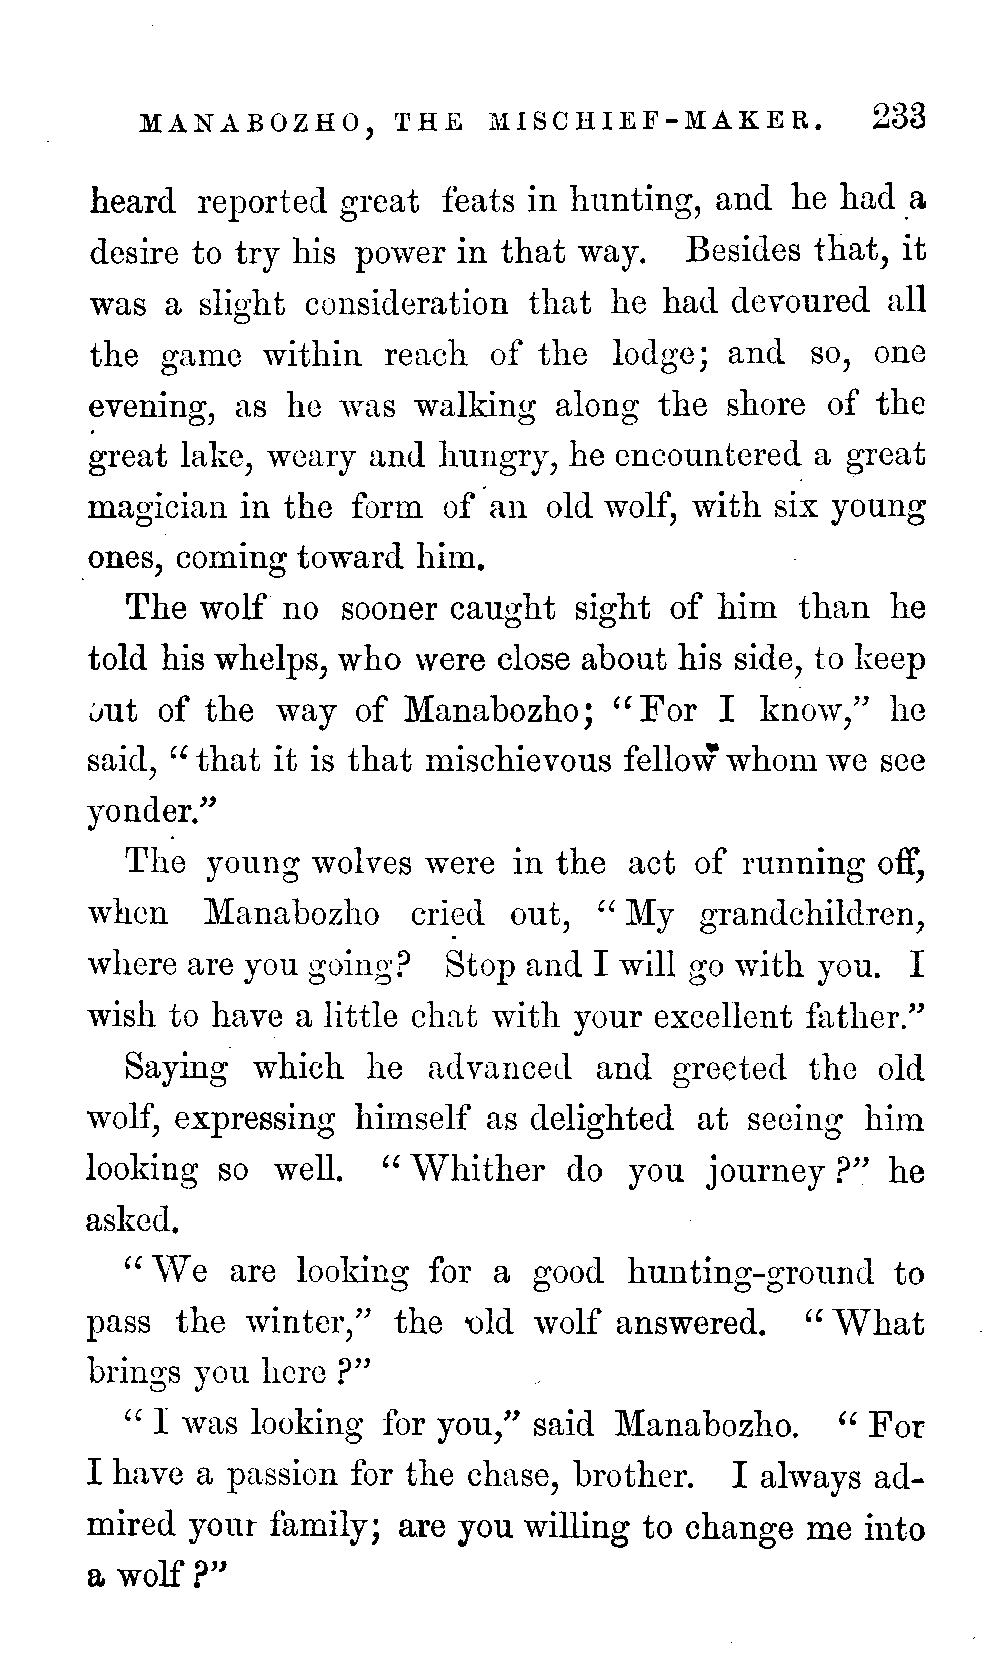 MANABOZHO, THE MISCHIEF-MAKER. 233
heard reported great feats in hunting, and he had a
desire to try his power in that way. Besides that, it
was a slight consideration that he had devoured all
the game within reach of the lodge; and so, one
evening, as he was walking along the shore of the
great lake, weary and hungry, he encountered a great
magician in the form of an old wolf, with six young
ones, coming toward him.
The wolf no sooner caught sight of him than he
told his whelps, who were close about his side, to keep
out of the way of Manabozho; “For I know,” he
said, “that it is that mischievous fellow whom we see
yonder.”
The young wolves were in the act of running off,
when Manabozho cried out, “My grandchildren,
where are you going? Stop and I will go with you. I
wish to have a little chat with your excellent father.”
Saying which he advanced and greeted the old
wolf, expressing himself as delighted at seeing him
looking so well. “Whither do you journey?” he
asked.
“We are looking for a good hunting-ground to
pass the winter,” the old wolf answered. “What
brings you here?”
“I was looking for you,” said Manabozho. “For
I have a passion for the chase, brother. I always ad-
mired your family; are you willing to change me into
a wolf?”